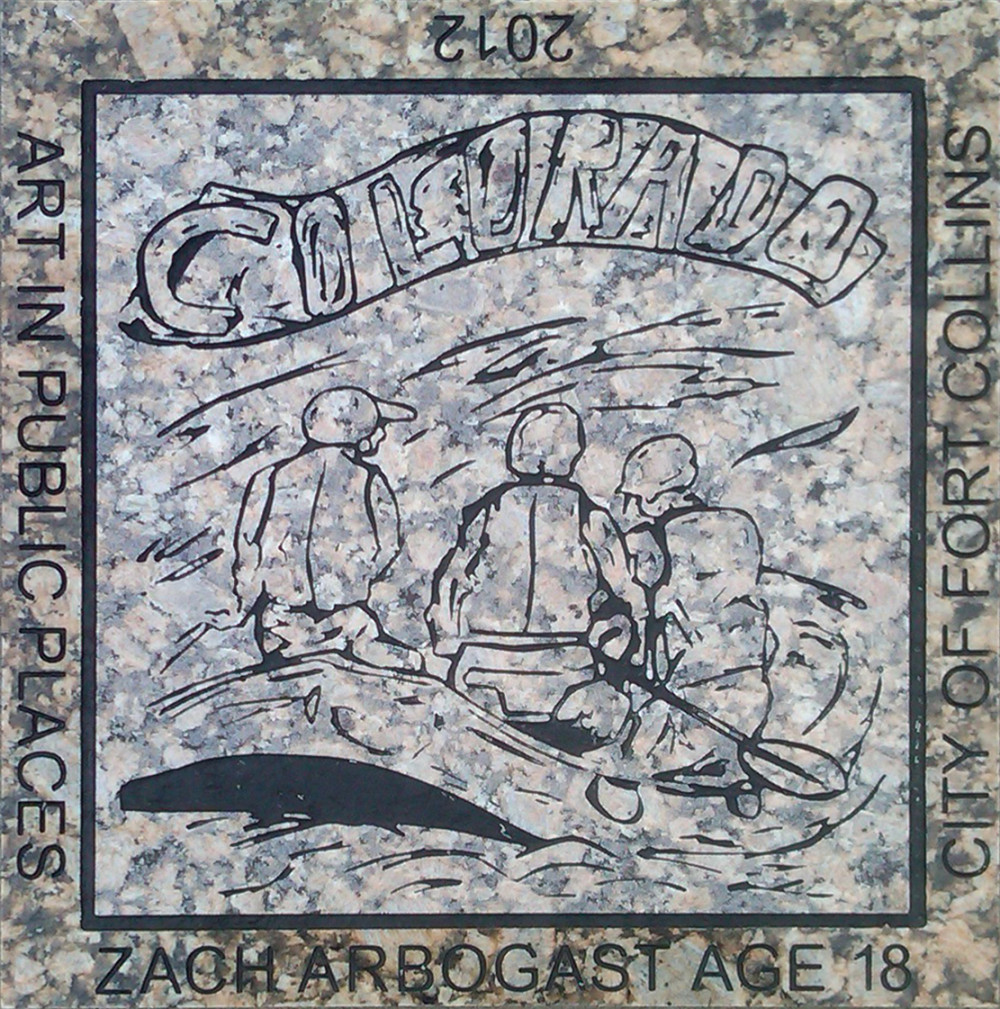 2012
COLORADO
ART IN PUBLIC PLACES
CITY OF FORT COLLINS
ZACH ARBOGAST AGE 18